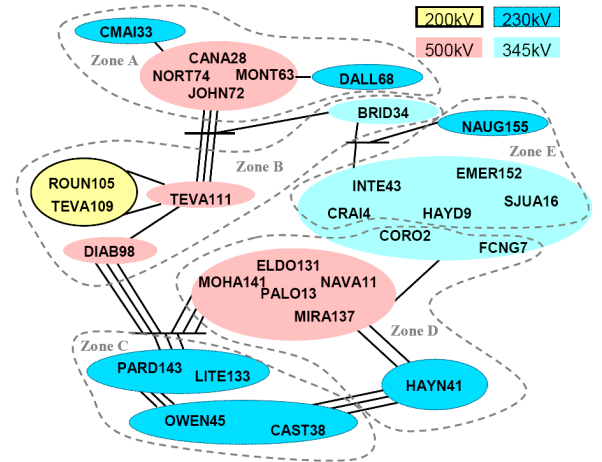 200kV 230kV
500kV 345kV
CMAI33
Zone A
CANA28
NORT74 MONT63
JOHN72
DALL68
BRID34
NAUG155
Zone E
Zone B
ROUN105
TEVA109
TEVA111
INTE43
EMER152
SJUA16
CRAI4
HAYD9
CORO2
FCNG7
DIAB98
ELDO131
MOHA141 NAVA11
PALO13
MIRA137
Zone D
Zone C
PARD143
LITE133
HAYN41
OWEN45
CAST38